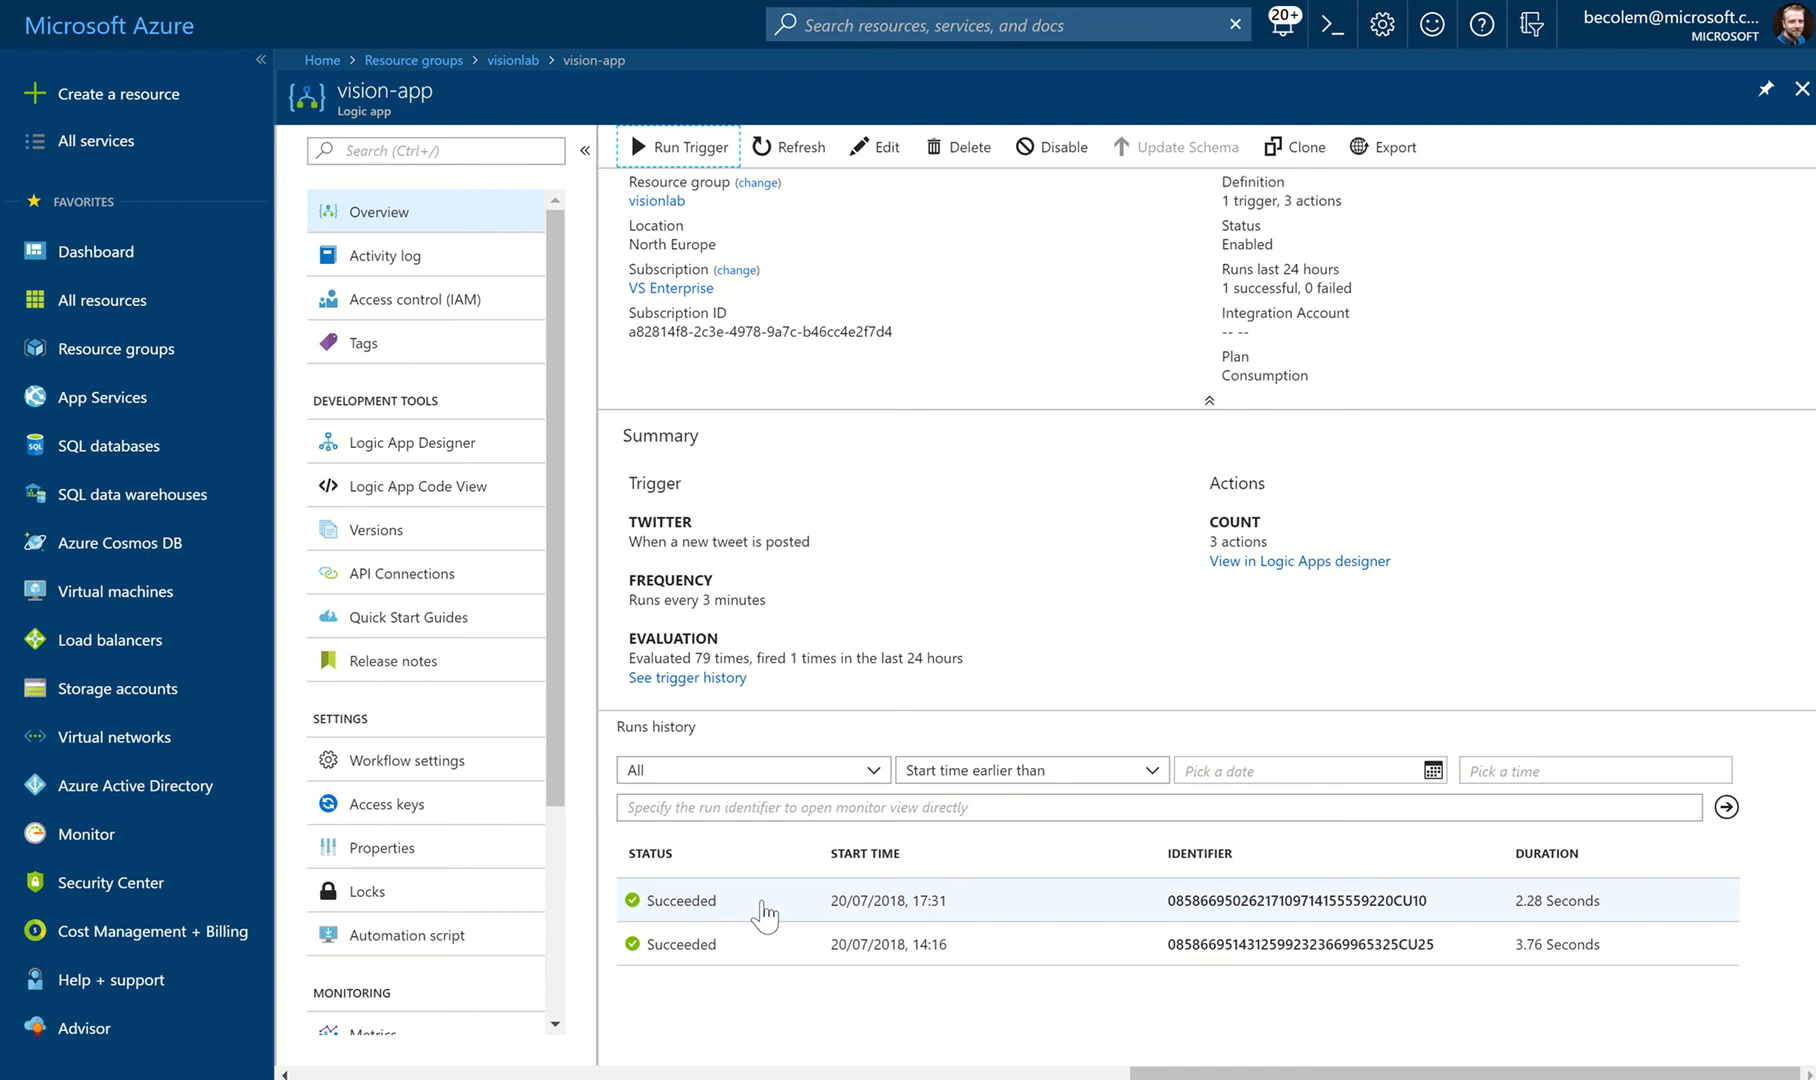 Microsoft Azure
Search resources, services, and docs
20+
becolem@microsoft.c...
MICROSOFT
Home > Resource groups > visionlab > vision-app
vision-app
Logic app
Create a resource
All services
FAVORITES
Dashboard
All resources
Resource groups
App Services
SQL databases
SQL data warehouses
Azure Cosmos DB
Virtual machines
Load balancers
Storage accounts
Virtual networks
Azure Active Directory
Monitor
Security Center
Cost Management + Billing
Help + support
Advisor
Search (Ctrl+/)
Overview
Activity log
Access control (IAM)
Tags
DEVELOPMENT TOOLS
Logic App Designer
Logic App Code View
Versions
API Connections
Quick Start Guides
Release notes
SETTINGS
Workflow settings
Access keys
Properties
Locks
Automation script
MONITORING
Metrics
Run Trigger Refresh Edit Delete Disable Update Schema Clone Export
Resource group (change)
visionlab
Location
North Europe
Subscription (change)
VS Enterprise
Subscription ID
a82814f8-2c3e-4978-9a7c-b46cc4e2f7d4
Definition
1 trigger, 3 actions
Status
Enabled
Runs last 24 hours
1 successful, 0 failed
Integration Account
-- --
Plan
Consumption
Summary
Trigger
TWITTER
When a new tweet is posted
FREQUENCY
Runs every 3 minutes
EVALUATION
Evaluated 79 times, fired 1 times in the last 24 hours
See trigger history
Actions
COUNT
3 actions
View in Logic Apps designer
Runs history
All Start time earlier than Pick a date Pick a time
Specify the run identifier to open monitor view directly
STATUS START TIME IDENTIFIER DURATION
Succeeded 20/07/2018, 17:31 08586695026217109714155559220CU10 2.28 Seconds
Succeeded 20/07/2018, 14:16 08586695143125992323669965325CU25 3.76 Seconds